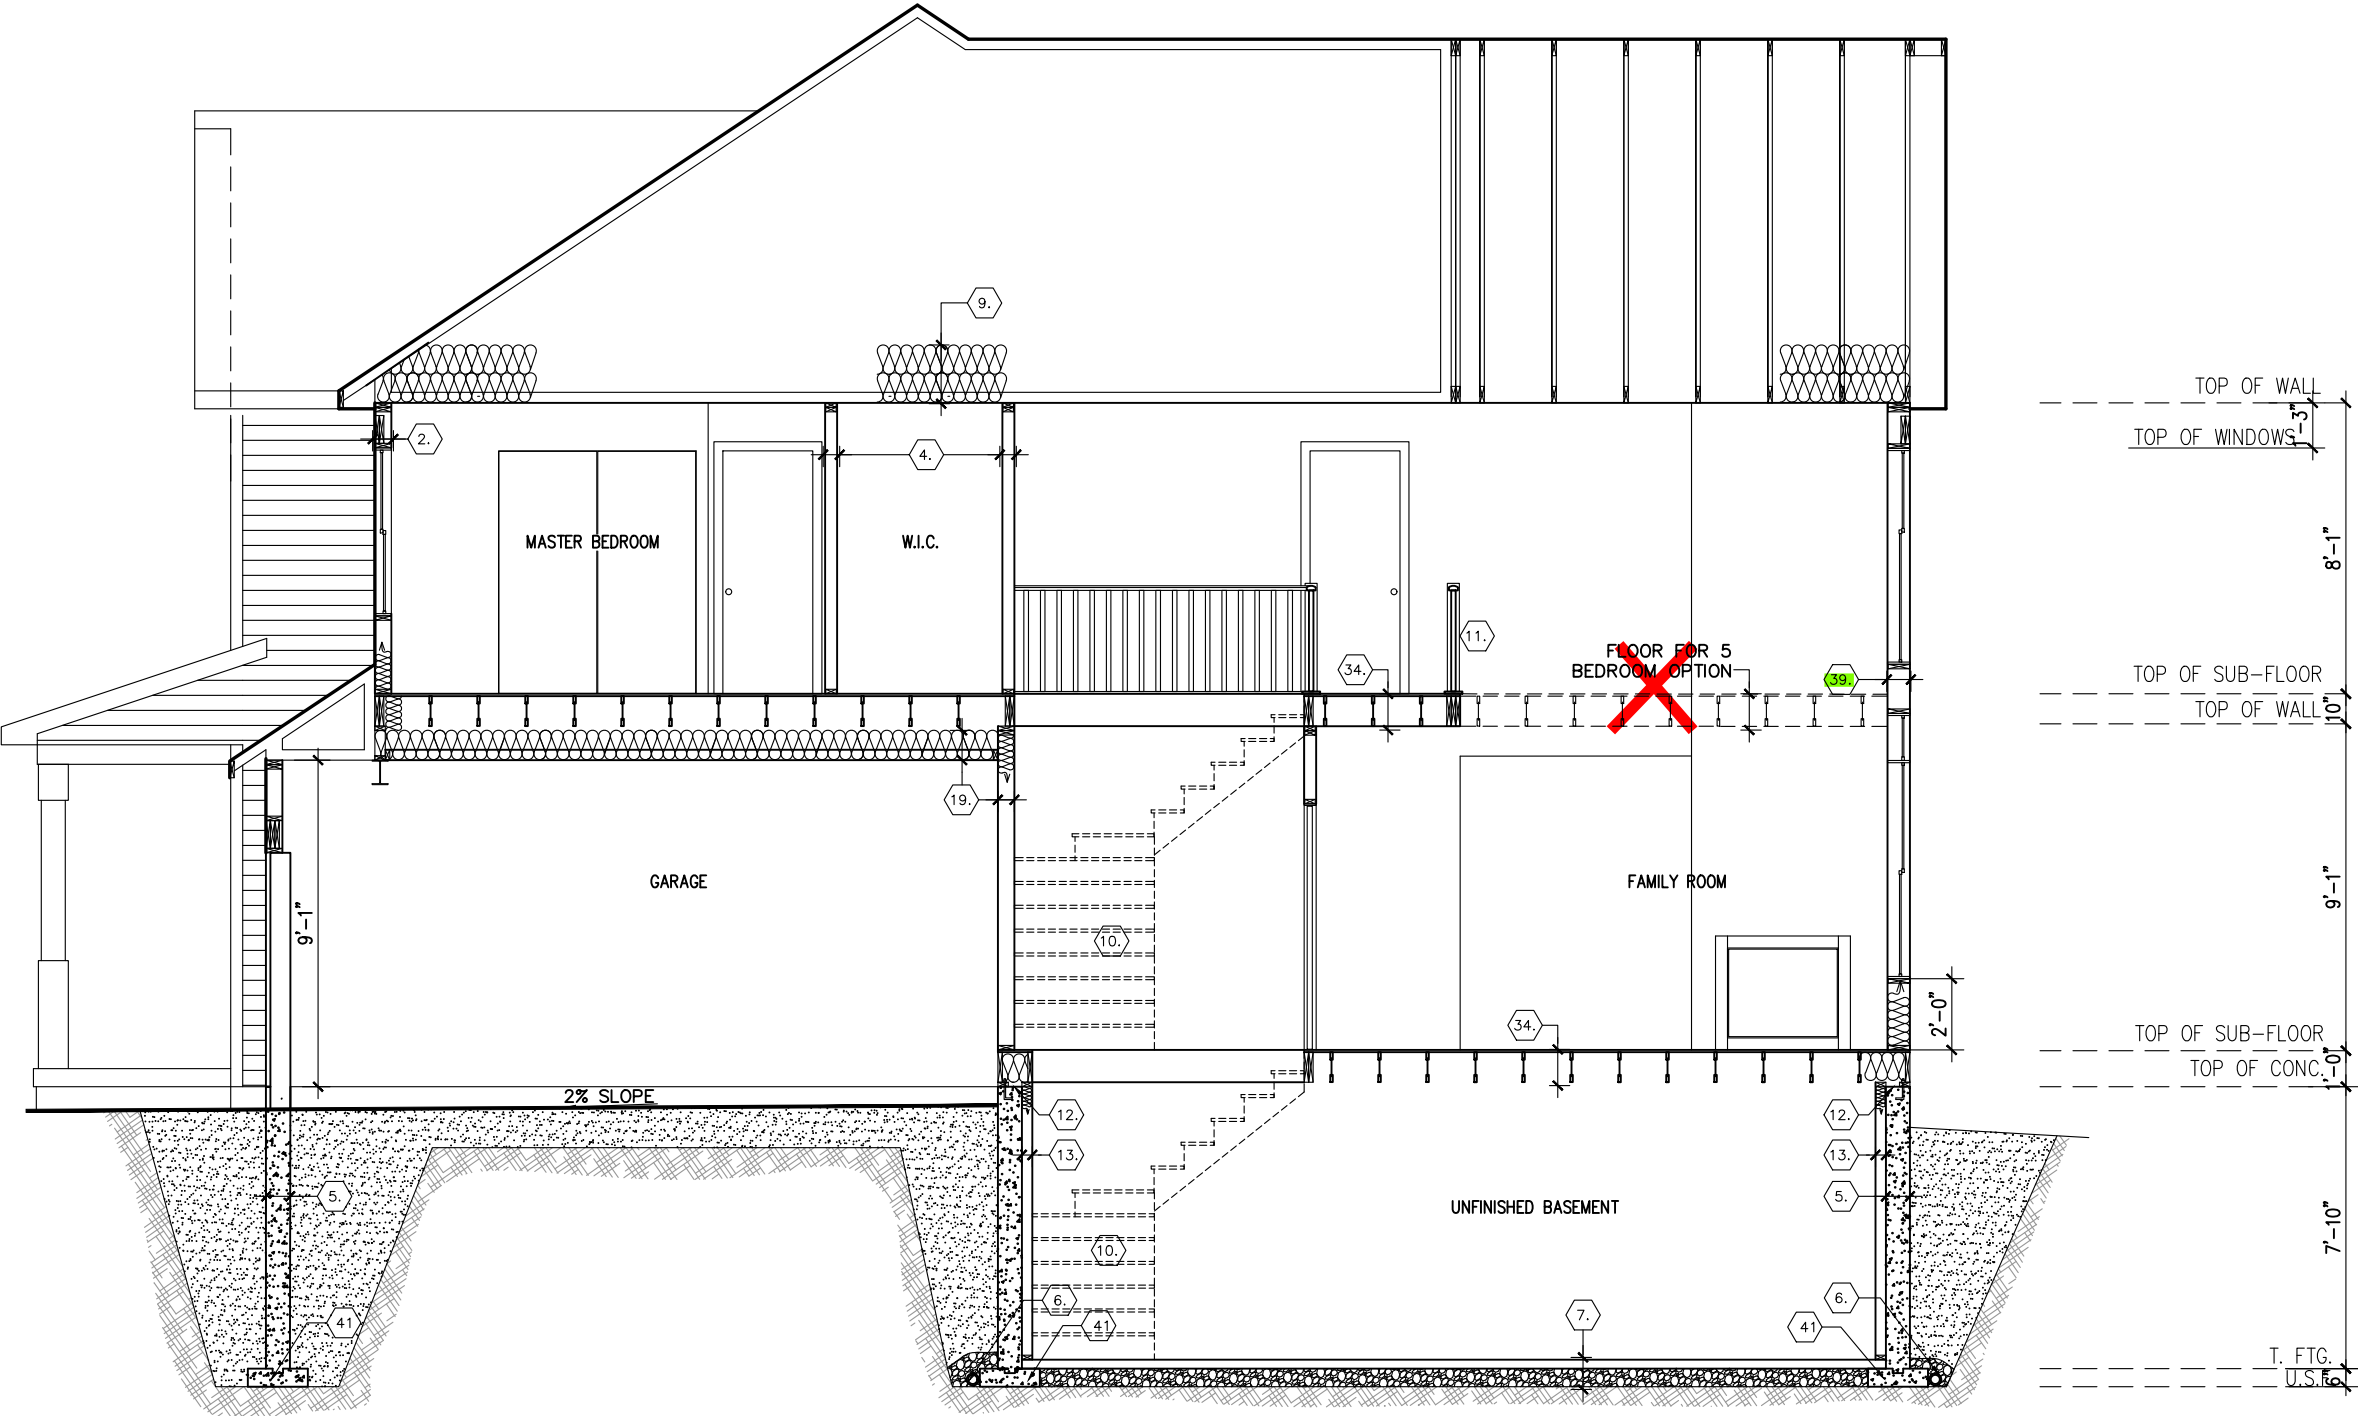 9.
TOP OF WALL
1'-3"
2.
TOP OF WINDOWS
4.
MASTER BEDROOM
W.I.C.
8'-1"
11.
FLOOR FOR 5
BEDROOM OPTION
34.
39.
TOP OF SUB-FLOOR
TOP OF WALL
10"
19.
GARAGE
FAMILY ROOM
9'-1"
9'-1"
10.
2'-0"
34.
TOP OF SUB-FLOOR
TOP OF CONC.
1'-0"
2% SLOPE
12.
12.
13.
13.
5.
5.
UNFINISHED BASEMENT
7'-10"
10.
6.
6.
7.
41
41
41
T. FTG.
U.S.F.
6"